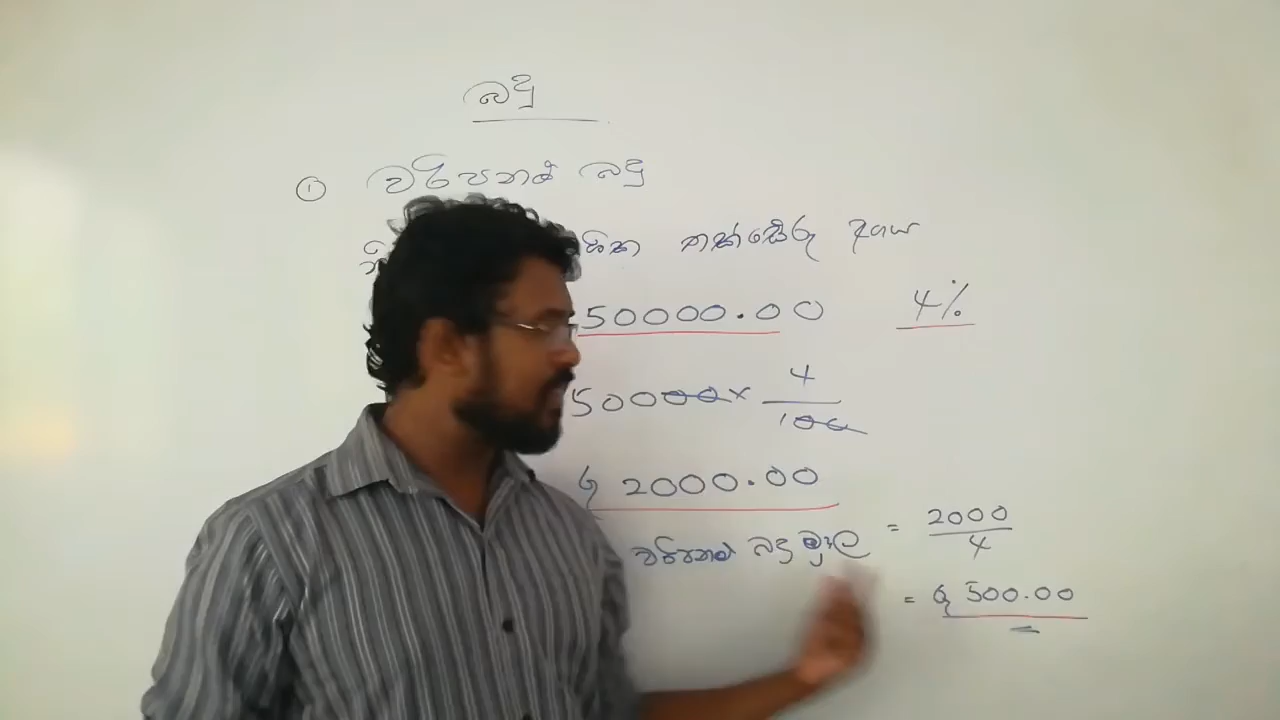 බදු
① වරිපනම් බදු
තක්සේරු අගය
50000.00 4%
50000 x 4/100
රු 2000.00
වරිපනම් බදු මුදල = 2000/4
= රු 500.00